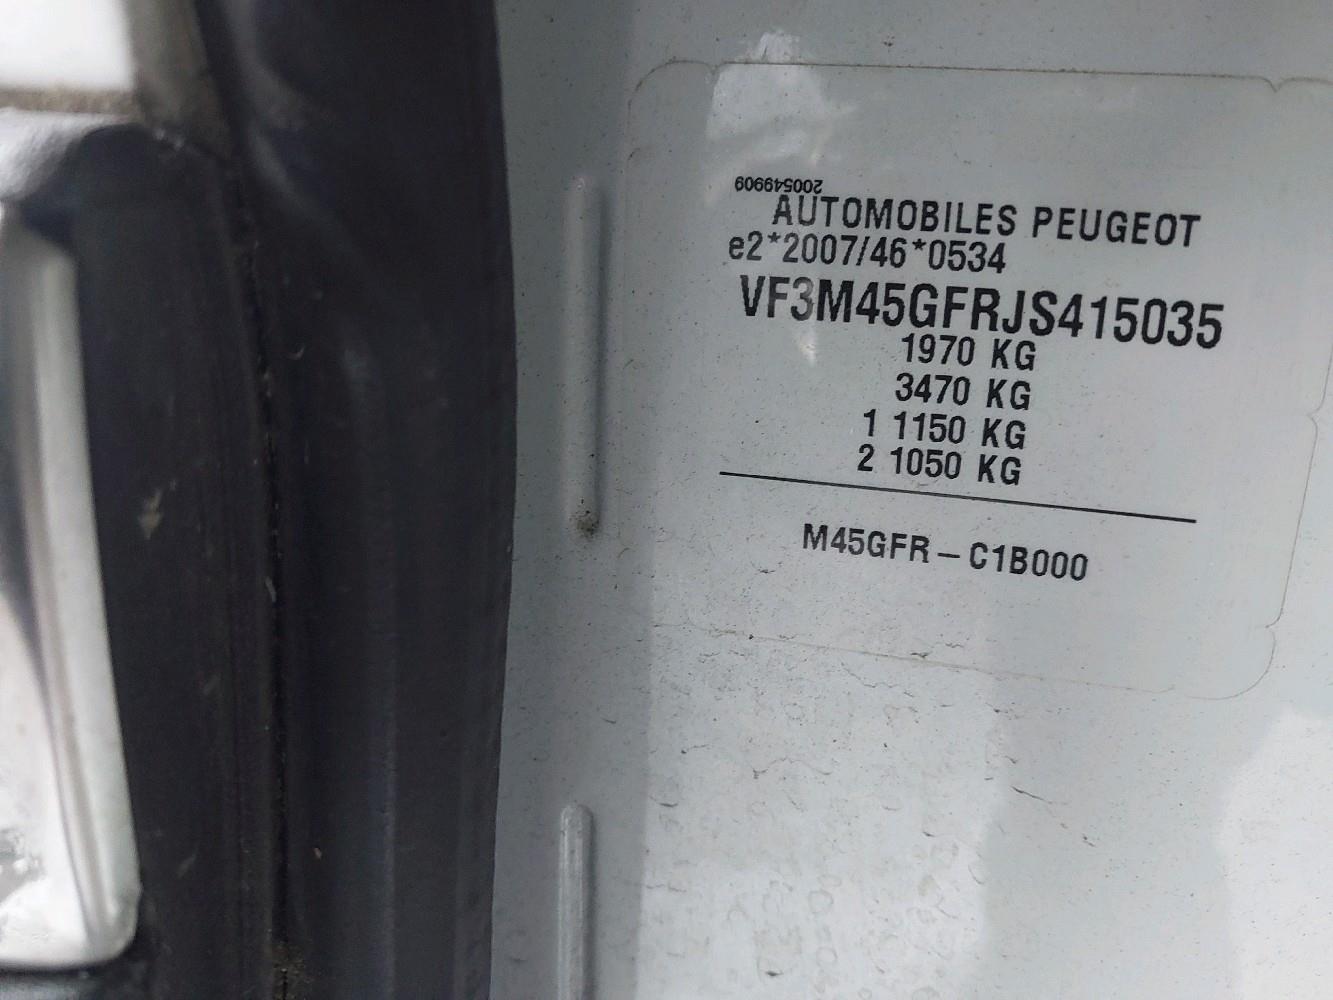 200549909
AUTOMOBILES PEUGEOT
e2*2007/46*0534
VF3M45GFRJS415035
1970 KG
3470 KG
1 1150 KG
2 1050 KG
M45GFR – C1B000